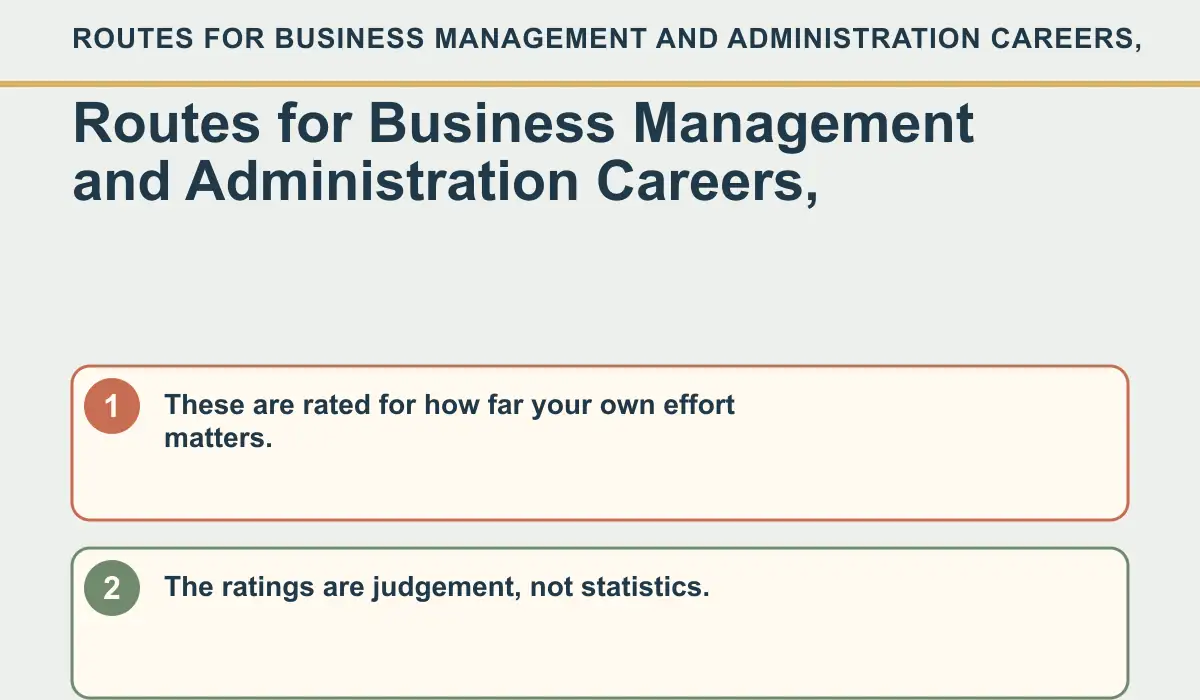 ROUTES FOR BUSINESS MANAGEMENT AND ADMINISTRATION CAREERS,
Routes for Business Management
and Administration Careers,
1
These are rated for how far your own effort
matters.
2
The ratings are judgement, not statistics.